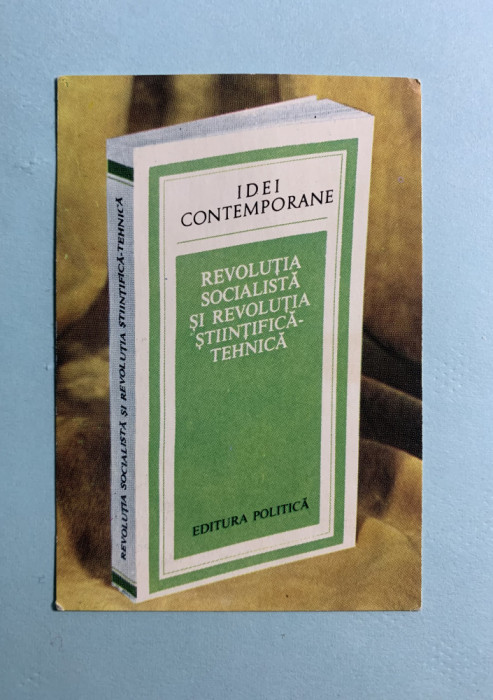 IDEI
CONTEMPORANE
REVOLUȚIA
SOCIALISTĂ
ȘI REVOLUȚIA
ȘTIINȚIFICĂ-
TEHNICĂ
EDITURA POLITICĂ
REVOLUȚIA SOCIALISTĂ ȘI REVOLUȚIA ȘTIINȚIFICĂ-TEHNICĂ